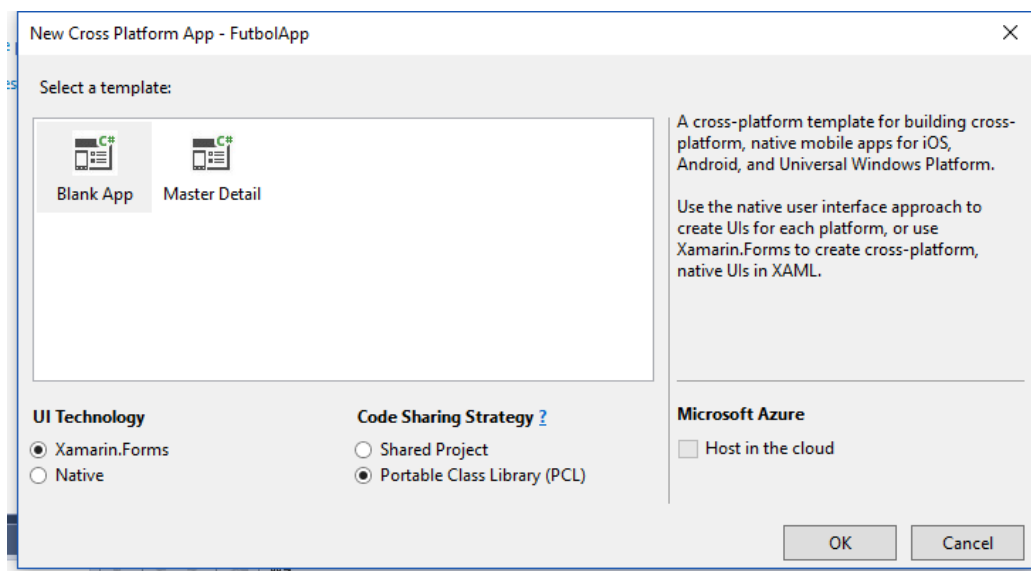 New Cross Platform App - FutbolApp
Select a template:
C# C#
Blank App Master Detail
A cross-platform template for building cross-
platform, native mobile apps for iOS,
Android, and Universal Windows Platform.
Use the native user interface approach to
create UIs for each platform, or use
Xamarin.Forms to create cross-platform,
native UIs in XAML.
UI Technology
Xamarin.Forms
Native
Code Sharing Strategy ?
Shared Project
Portable Class Library (PCL)
Microsoft Azure
Host in the cloud
OK Cancel